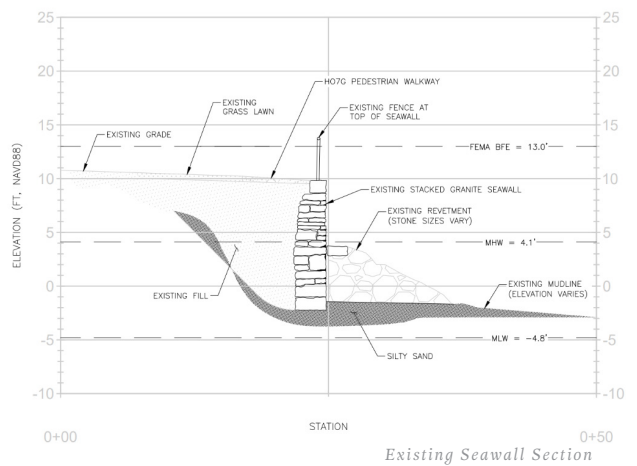 25
25
20
20
HO7G PEDESTRIAN WALKWAY
EXISTING
GRASS LAWN
EXISTING FENCE AT
TOP OF SEAWALL
15
15
EXISTING GRADE
FEMA BFE = 13.0'
10
10
EXISTING STACKED GRANITE SEAWALL
EXISTING REVETMENT
(STONE SIZES VARY)
ELEVATION (FT, NAVD88)
5
5
MHW = 4.1'
0
0
EXISTING FILL
EXISTING MUDLINE
(ELEVATION VARIES)
-5
-5
MLW = -4.8'
SILTY SAND
-10
-10
STATION
0+00
0+50
Existing Seawall Section